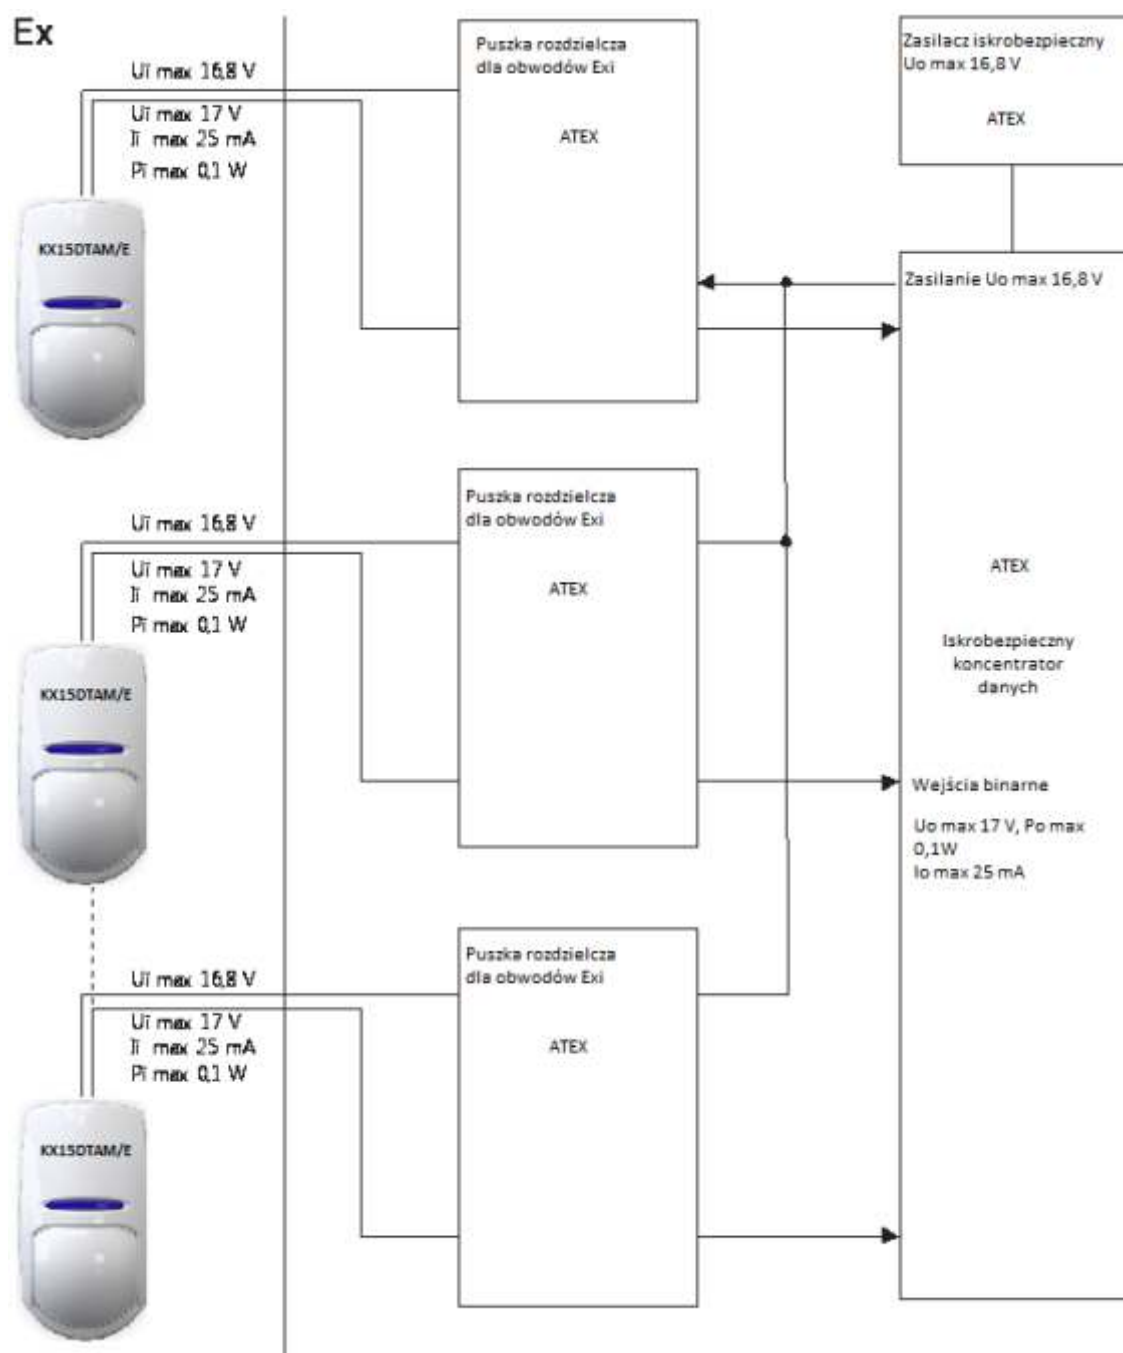 Ex
Ui max 16,8 V
Ui max 17 V
Ii max 25 mA
Pi max 0,1 W
KX15DTAM/E
Puszka rozdzielcza
dla obwodów Exi
ATEX
Zasilacz iskrobezpieczny
Uo max 16,8 V
ATEX
Zasilanie Uo max 16,8 V
Ui max 16,8 V
Ui max 17 V
Ii max 25 mA
Pi max 0,1 W
KX15DTAM/E
Puszka rozdzielcza
dla obwodów Exi
ATEX
ATEX
Iskrobezpieczny
koncentrator
danych
Wejścia binarne
Uo max 17 V, Po max
0,1W
Io max 25 mA
Ui max 16,8 V
Ui max 17 V
Ii max 25 mA
Pi max 0,1 W
KX15DTAM/E
Puszka rozdzielcza
dla obwodów Exi
ATEX